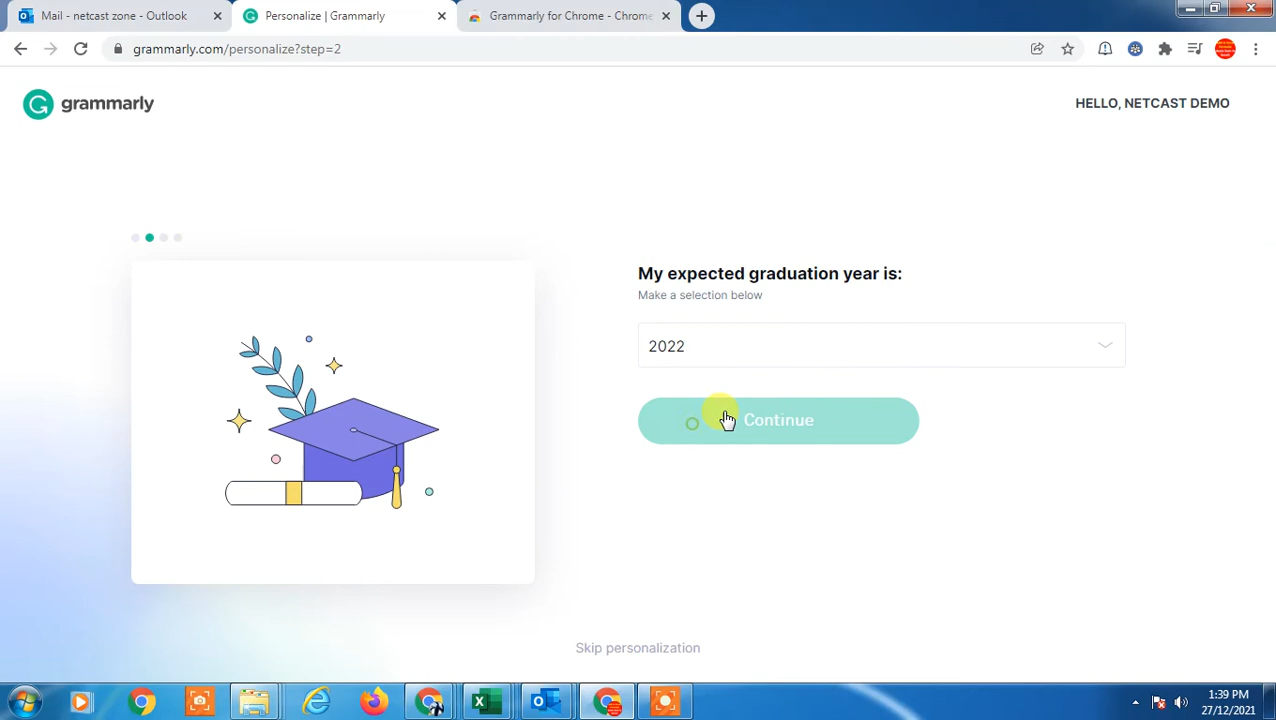 Mail - netcast zone - Outlook
Personalize | Grammarly
Grammarly for Chrome - Chrome
grammarly.com/personalize?step=2
grammarly
HELLO, NETCAST DEMO
My expected graduation year is:
Make a selection below
2022
Continue
Skip personalization
1:39 PM
27/12/2021